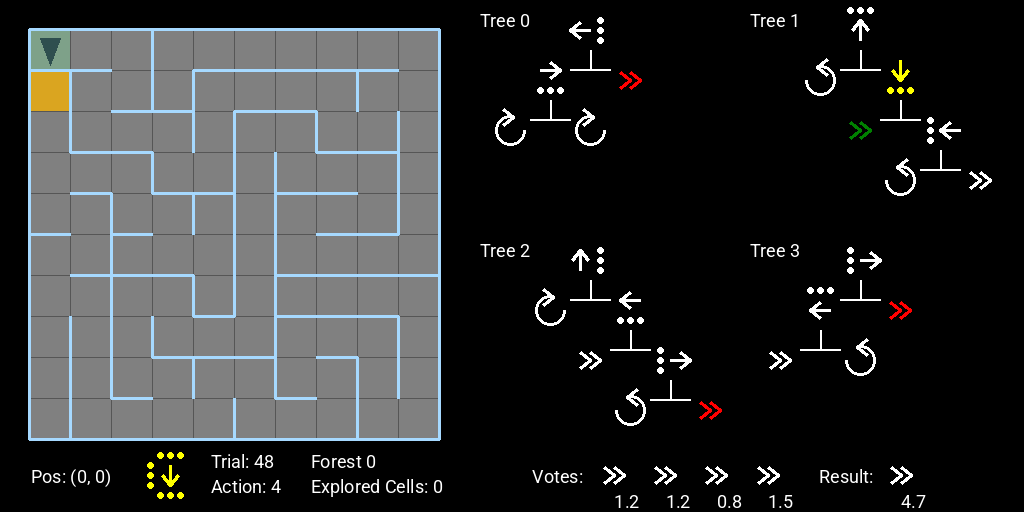 Tree 0
Tree 1
Tree 2
Tree 3
Pos: (0, 0)
Trial: 48
Forest 0
Action: 4
Explored Cells: 0
Votes:
Result:
1.2
1.2
0.8
1.5
4.7